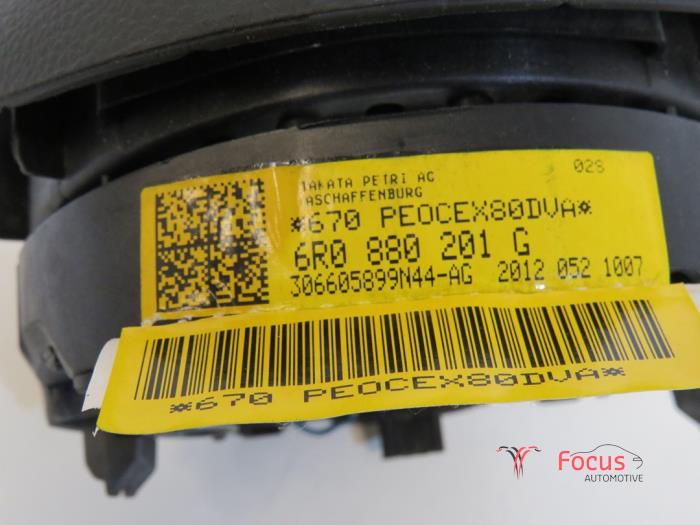 TAKATA PETRI AG
ASCHAFFENBURG
028
*670 PEOCEX80DVA*
6R0 880 201 G
306605899N44-AG 2012 052 1007
*670 PEOCEX80DVA*
Focus
AUTOMOTIVE